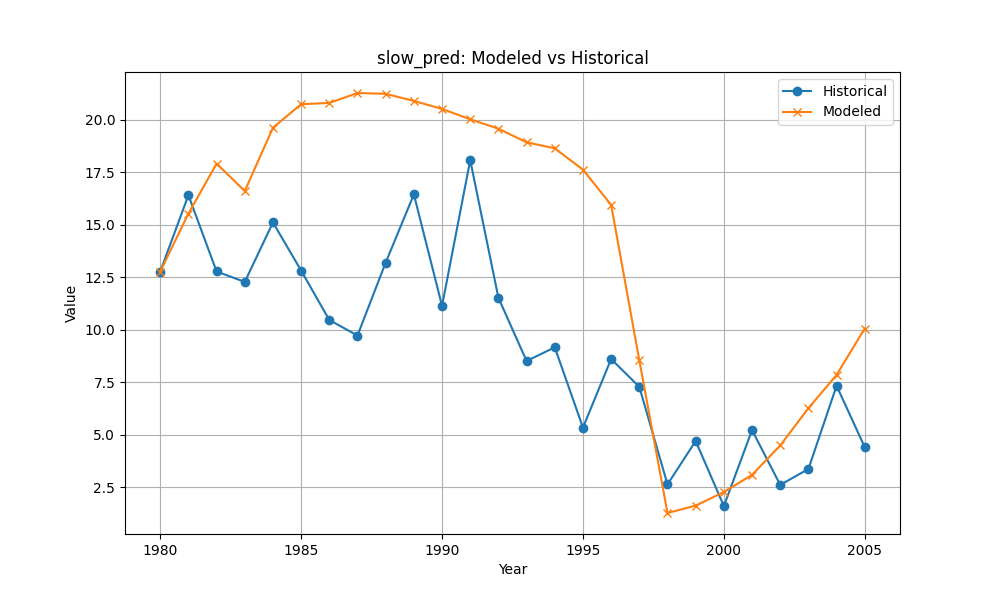 slow_pred: Modeled vs Historical
Historical
Modeled
Value
20.0
17.5
15.0
12.5
10.0
7.5
5.0
2.5
1980 1985 1990 1995 2000 2005
Year